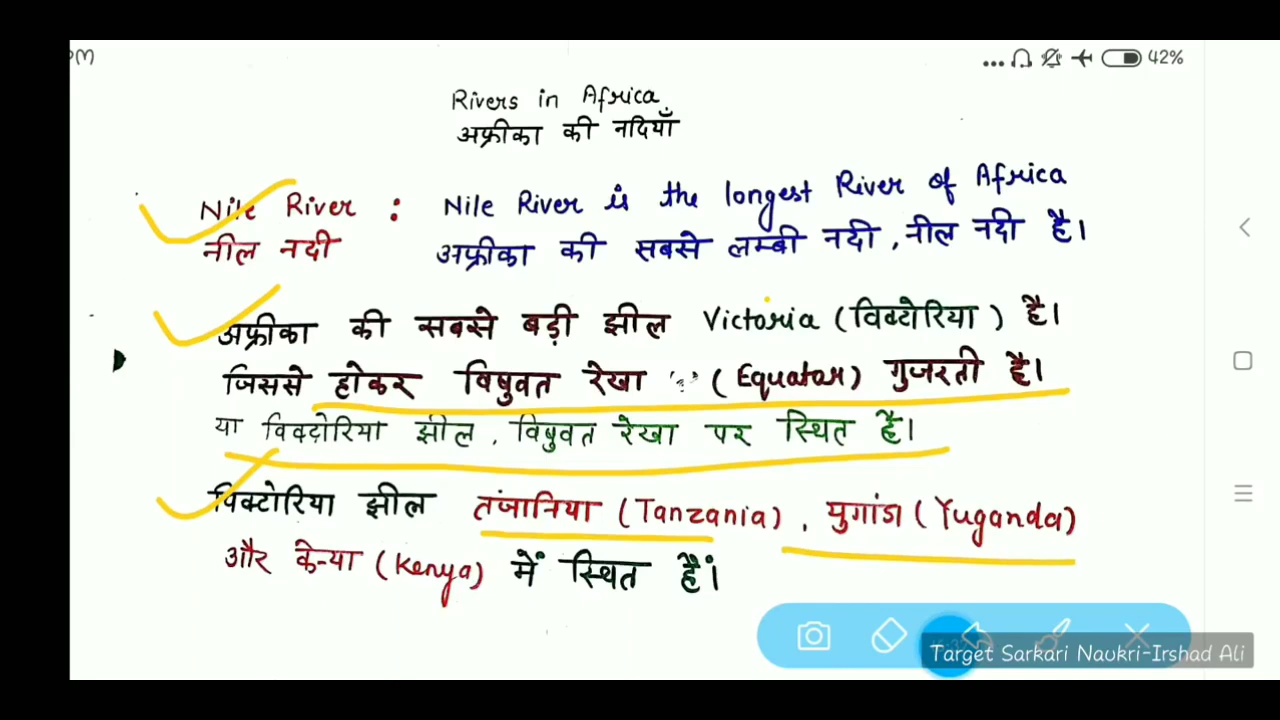 PM
... 42%
Rivers in Africa
अफ्रीका की नदियाँ
Nile River : Nile River is the longest River of Africa
नील नदी अफ्रीका की सबसे लम्बी नदी, नील नदी है।
अफ्रीका की सबसे बड़ी झील Victoria (विक्टोरिया) है।
जिससे होकर विषुवत रेखा (Equator) गुजरती है।
या विक्टोरिया झील, विषुवत रेखा पर स्थित है।
विक्टोरिया झील तंजानिया (Tanzania), युगांडा (Yuganda)
और केन्या (Kenya) में स्थित हैं।
Target Sarkari Naukri-Irshad Ali